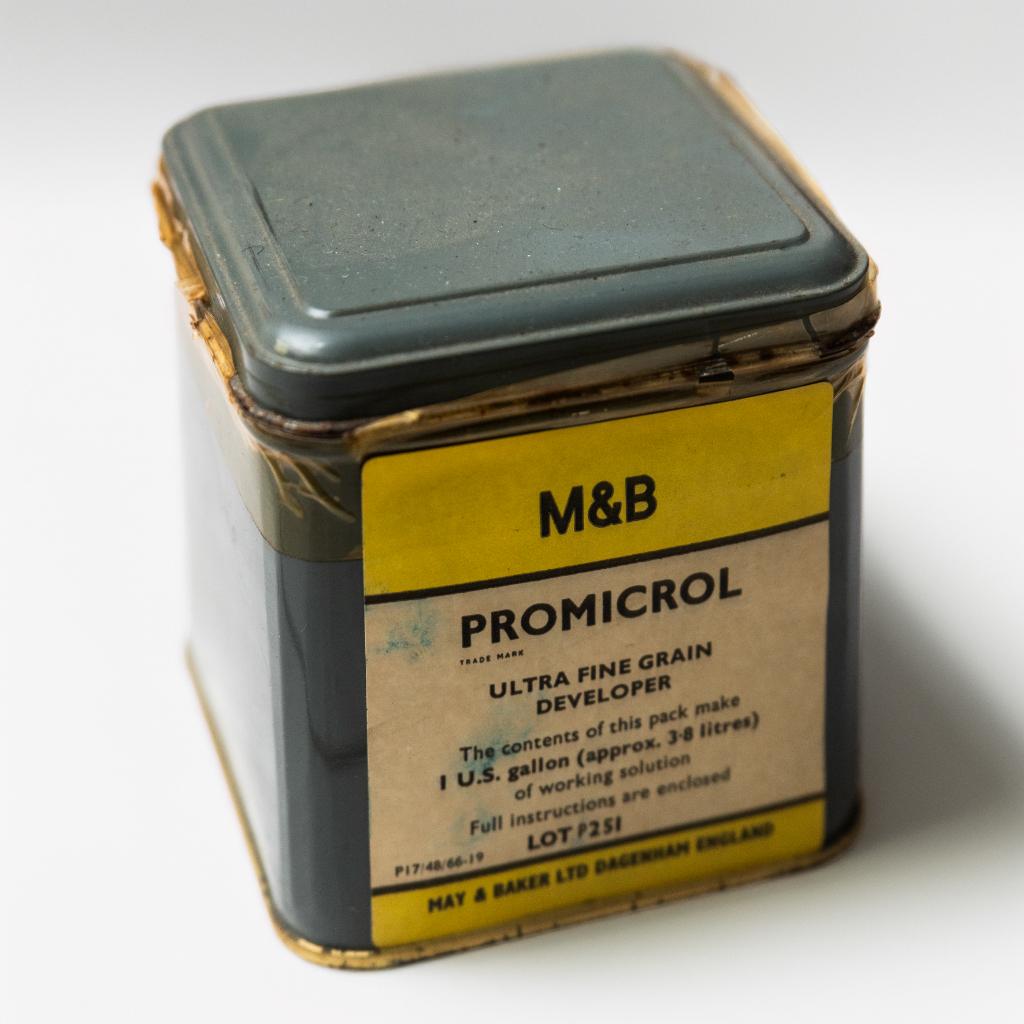 M&B
PROMICROL
TRADE MARK
ULTRA FINE GRAIN
DEVELOPER
The contents of this pack make
1 U.S. gallon (approx. 3·8 litres)
of working solution
Full instructions are enclosed
LOT P251
P17/48/66-19
MAY & BAKER LTD DAGENHAM ENGLAND